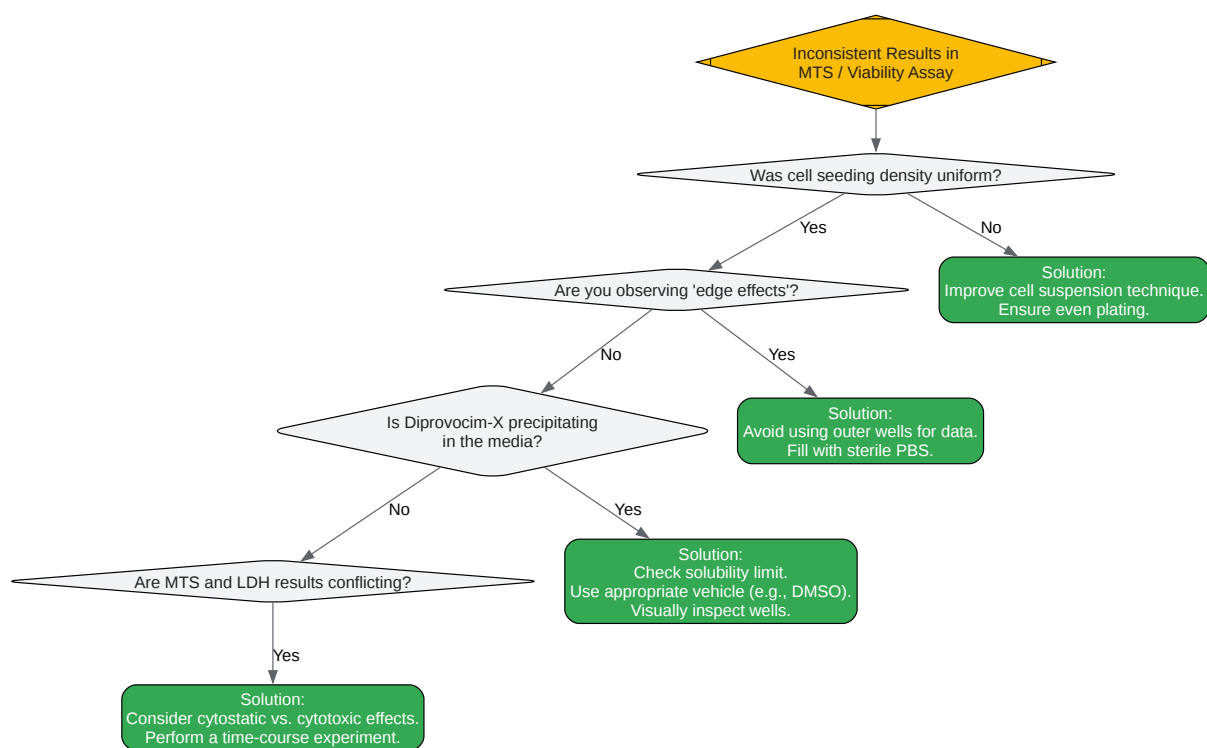 Inconsistent Results in
MTS / Viability Assay
Was cell seeding density uniform?
Yes
No
Solution:
Improve cell suspension technique.
Ensure even plating.
Are you observing 'edge effects'?
No
Yes
Solution:
Avoid using outer wells for data.
Fill with sterile PBS.
Is Diprovocim-X precipitating
in the media?
No
Yes
Solution:
Check solubility limit.
Use appropriate vehicle (e.g., DMSO).
Visually inspect wells.
Are MTS and LDH results conflicting?
Yes
Solution:
Consider cytostatic vs. cytotoxic effects.
Perform a time-course experiment.